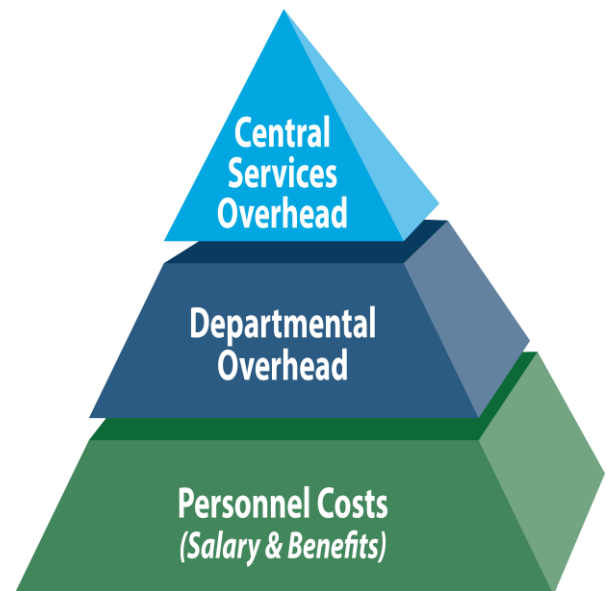 Central
Services
Overhead
Departmental
Overhead
Personnel Costs
(Salary & Benefits)